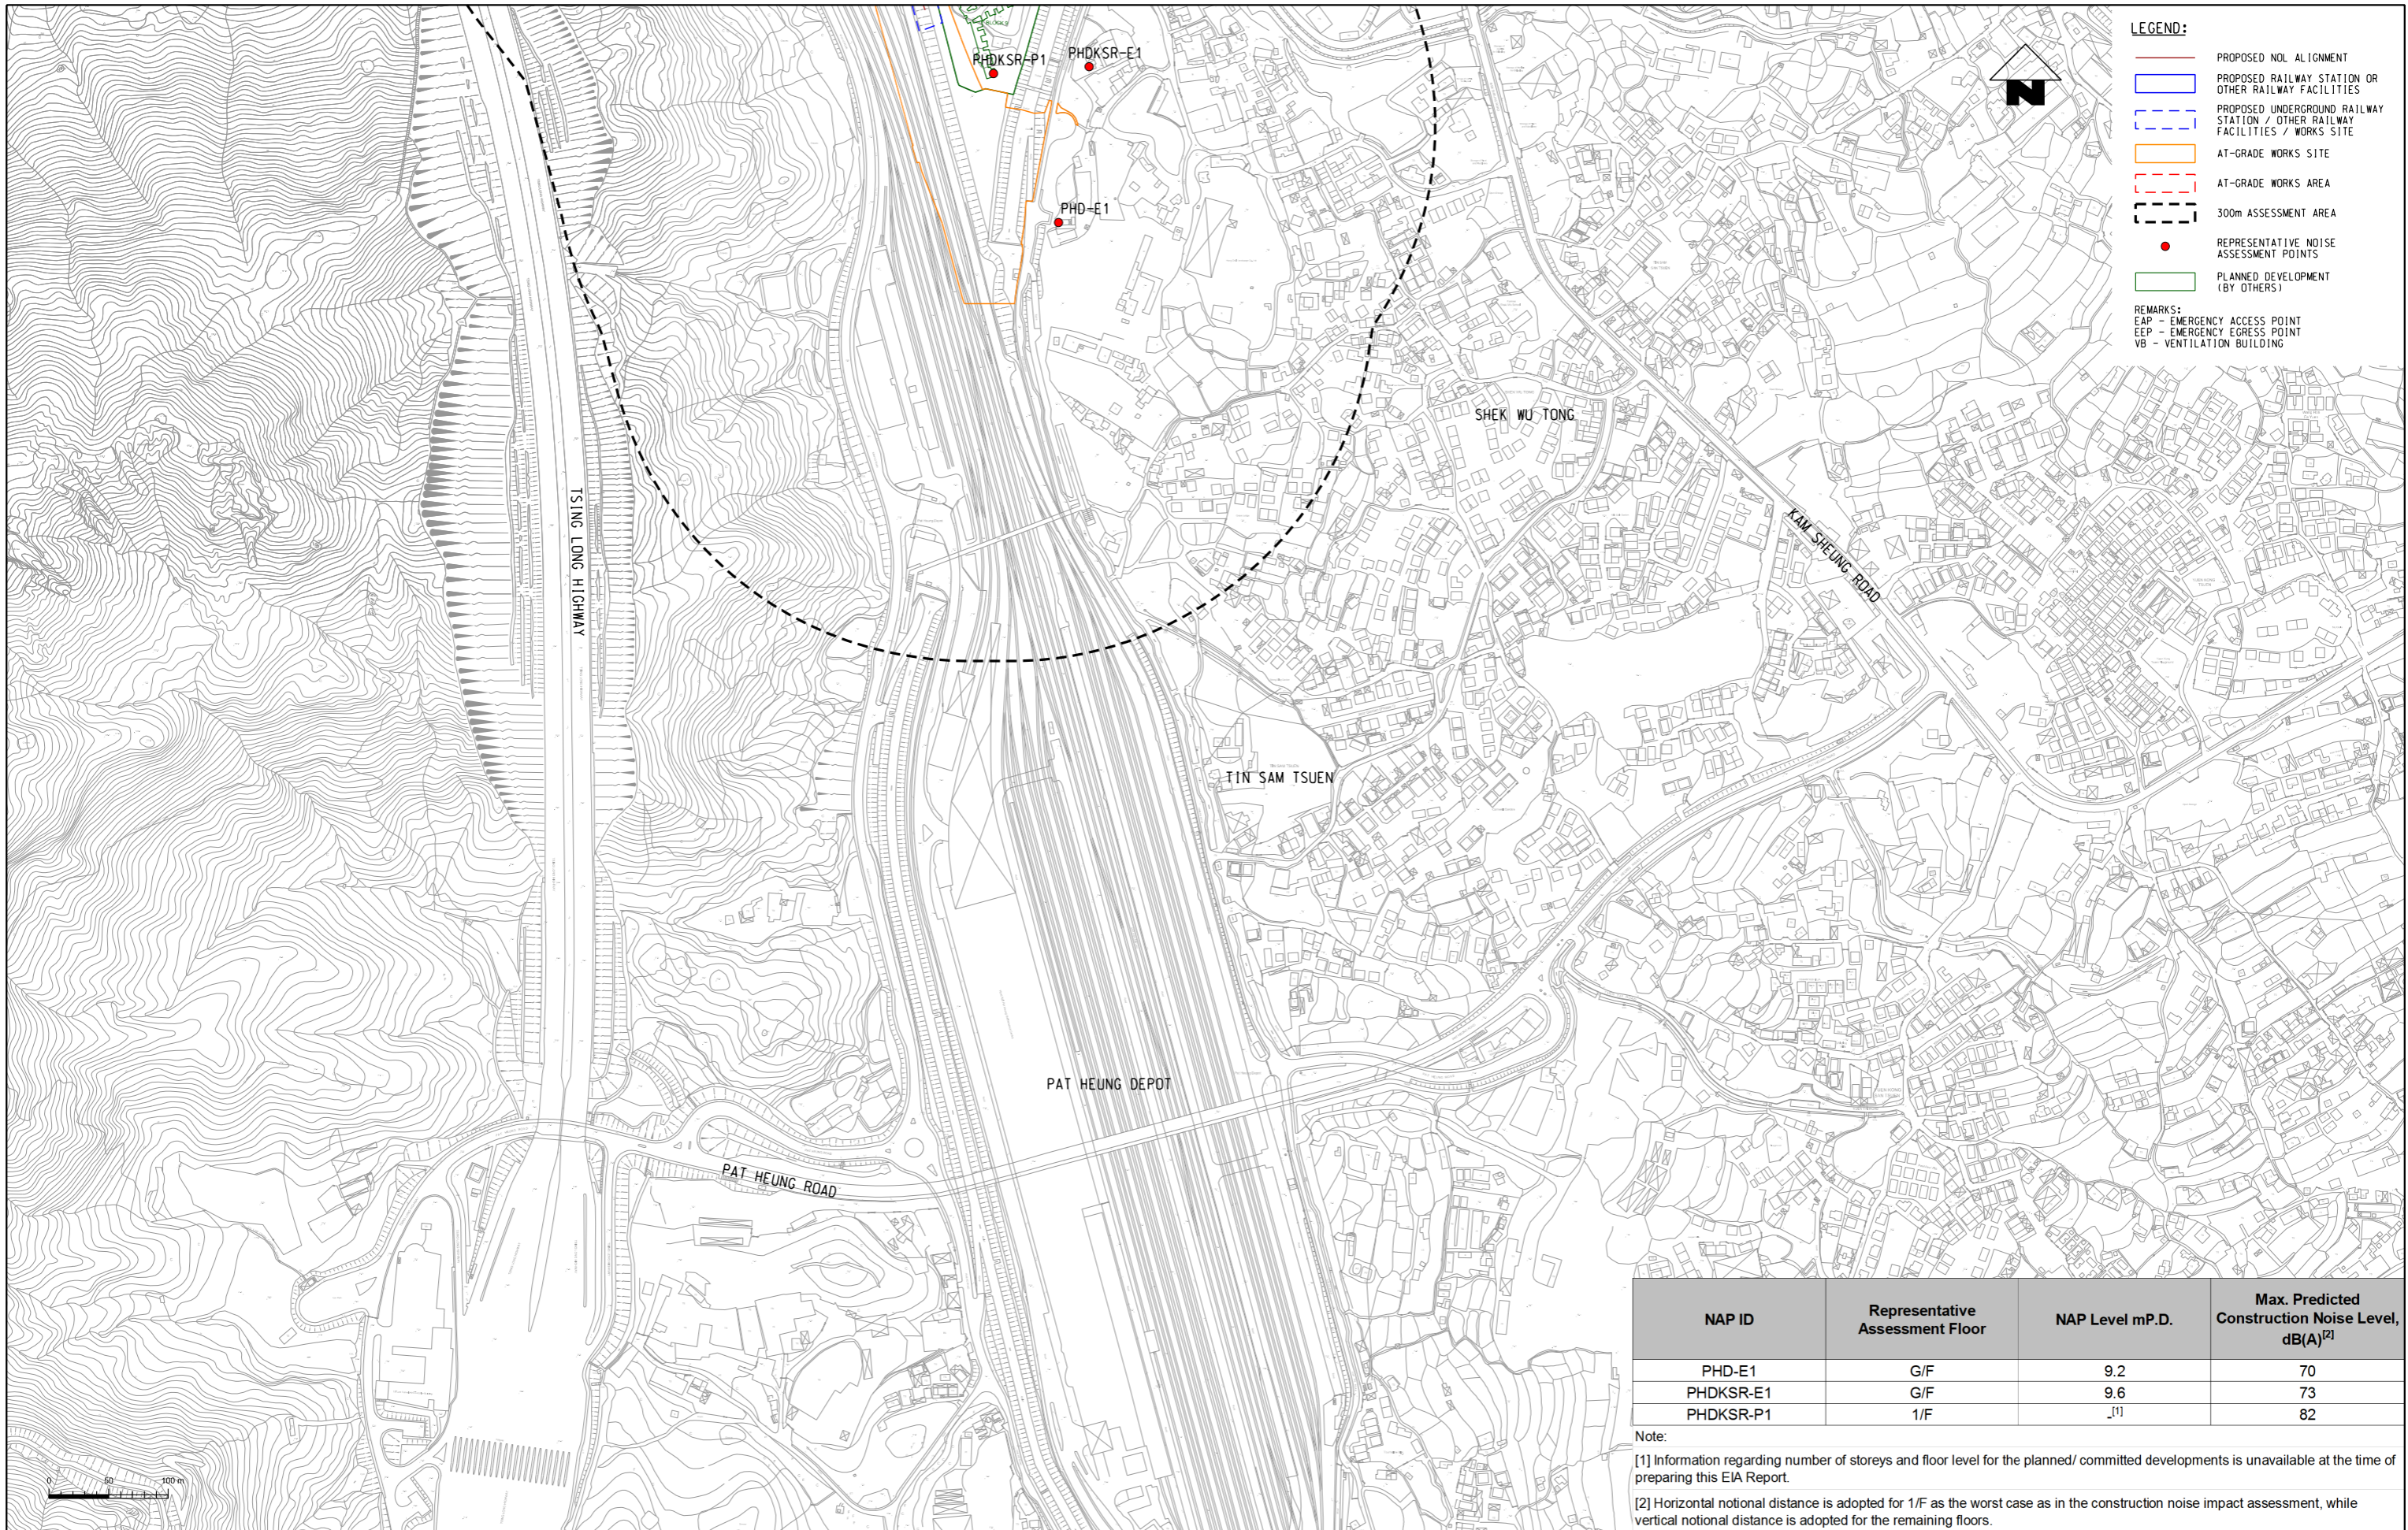 BLOCK 8
PHDKSR-P1
PHDKSR-E1
PHD-E1
LEGEND:
PROPOSED NOL ALIGNMENT
PROPOSED RAILWAY STATION OR
OTHER RAILWAY FACILITIES
PROPOSED UNDERGROUND RAILWAY
STATION / OTHER RAILWAY
FACILITIES / WORKS SITE
AT-GRADE WORKS SITE
AT-GRADE WORKS AREA
300m ASSESSMENT AREA
REPRESENTATIVE NOISE
ASSESSMENT POINTS
PLANNED DEVELOPMENT
(BY OTHERS)
REMARKS:
EAP - EMERGENCY ACCESS POINT
EEP - EMERGENCY EGRESS POINT
VB - VENTILATION BUILDING
N
SHEK WU TONG
TSING LONG HIGHWAY
KAM SHEUNG ROAD
TIN SAM TSUEN
PAT HEUNG DEPOT
PAT HEUNG ROAD
0 50 100 m
NAP ID Representative Assessment Floor NAP Level mP.D. Max. Predicted Construction Noise Level, dB(A)[2]
PHD-E1 G/F 9.2 70
PHDKSR-E1 G/F 9.6 73
PHDKSR-P1 1/F -[1] 82
Note:
[1] Information regarding number of storeys and floor level for the planned/ committed developments is unavailable at the time of
preparing this EIA Report.
[2] Horizontal notional distance is adopted for 1/F as the worst case as in the construction noise impact assessment, while
vertical notional distance is adopted for the remaining floors.